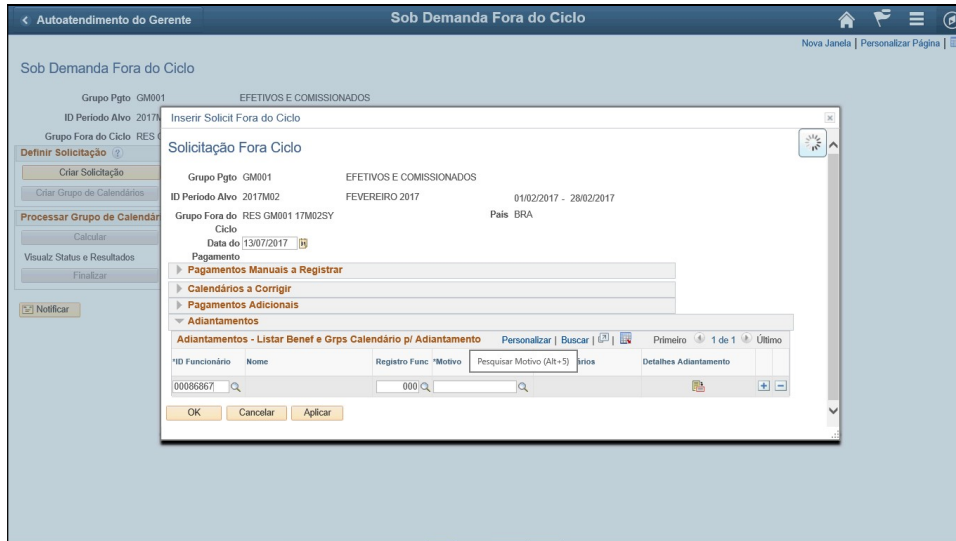 Autoatendimento do Gerente
Sob Demanda Fora do Ciclo
Nova Janela | Personalizar Página |
Sob Demanda Fora do Ciclo
Grupo Pgto GM001 EFETIVOS E COMISSIONADOS
ID Período Alvo 2017M
Grupo Fora do Ciclo RES
Definir Solicitação
Criar Solicitação
Criar Grupo de Calendários
Processar Grupo de Calendár
Calcular
Visualz Status e Resultados
Finalizar
Notificar
Inserir Solicit Fora do Ciclo
Solicitação Fora Ciclo
Grupo Pgto GM001 EFETIVOS E COMISSIONADOS
ID Período Alvo 2017M02 FEVEREIRO 2017 01/02/2017 - 28/02/2017
Grupo Fora do Ciclo RES GM001 17M02SY País BRA
Data do Pagamento 13/07/2017
Pagamentos Manuais a Registrar
Calendários a Corrigir
Pagamentos Adicionais
Adiantamentos
Adiantamentos - Listar Benef e Grps Calendário p/ Adiantamento Personalizar | Buscar | | Primeiro 1 de 1 Último
*ID Funcionário Nome Registro Func *Motivo Pesquisar Motivo (Alt+5) ários Detalhes Adiantamento
00086867 000
OK Cancelar Aplicar